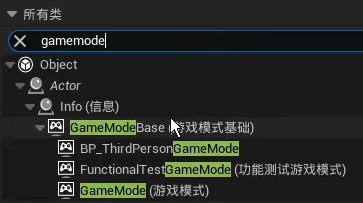 所有类
gamemode
Object
Actor
Info (信息)
GameModeBase (游戏模式基础)
BP_ThirdPersonGameMode
FunctionalTestGameMode (功能测试游戏模式)
GameMode (游戏模式)